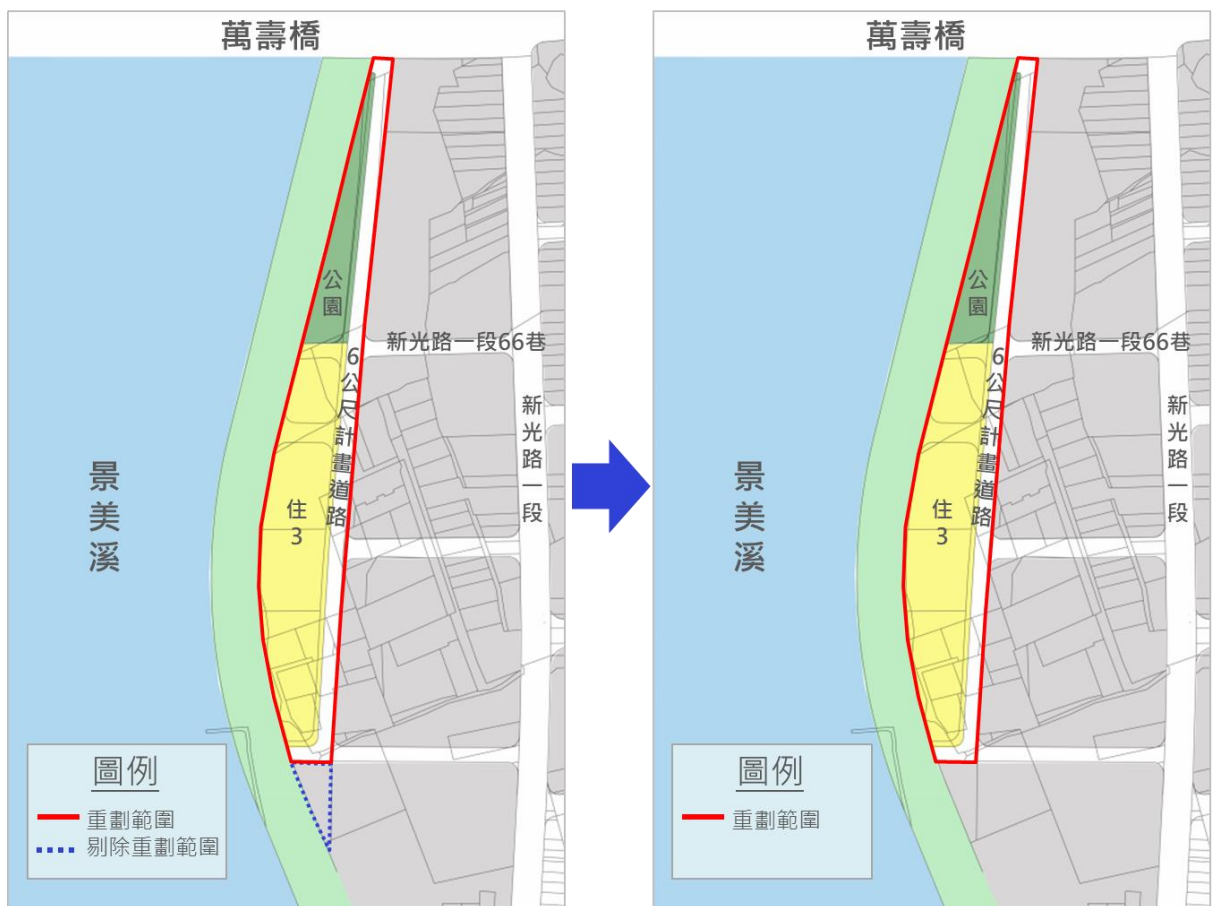 萬壽橋
公園
新光路一段66巷
6公尺計畫道路
新光路一段
住3
景美溪
圖例
重劃範圍
剔除重劃範圍
萬壽橋
公園
新光路一段66巷
6公尺計畫道路
新光路一段
住3
景美溪
圖例
重劃範圍